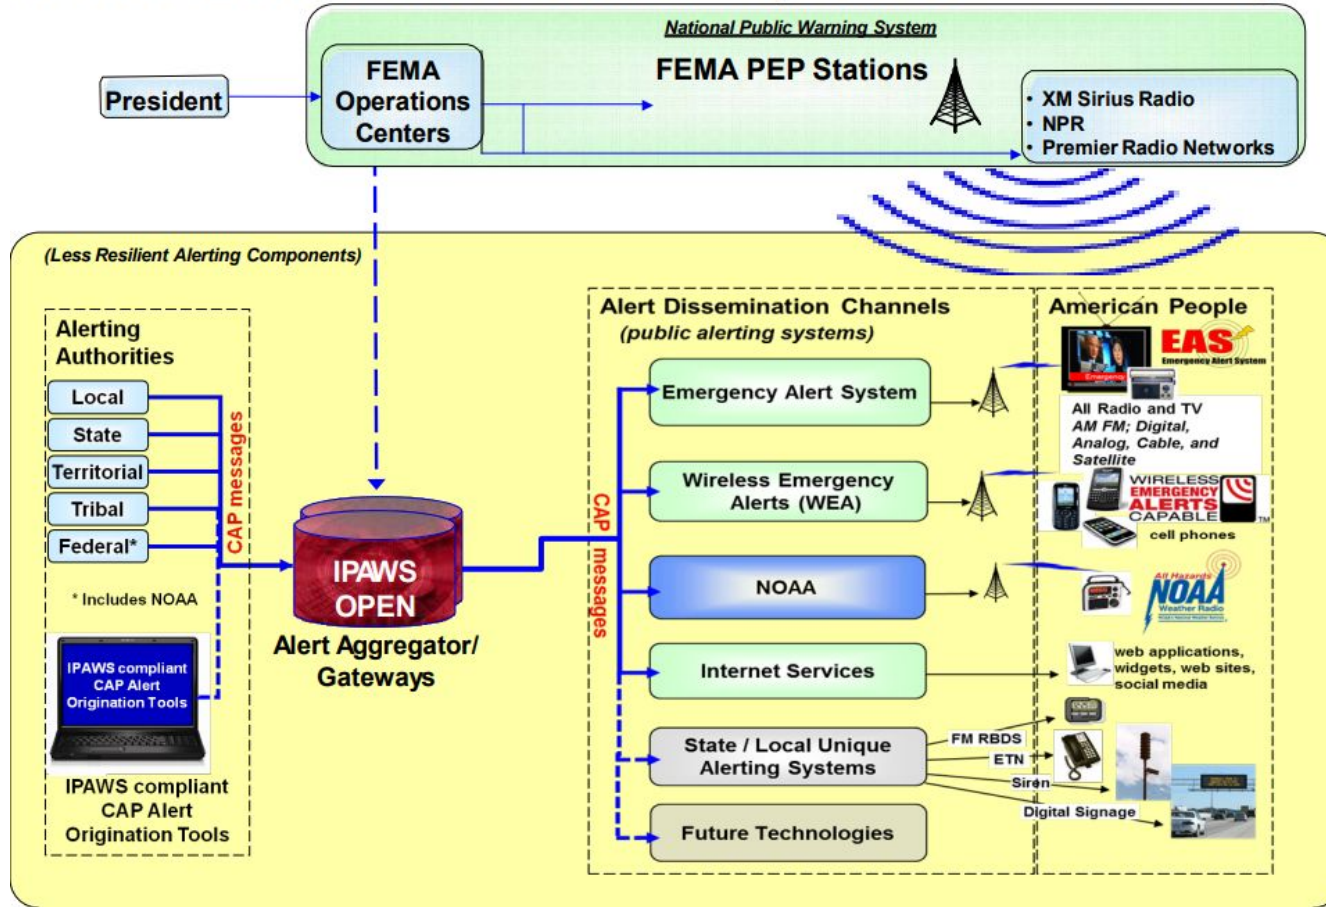 National Public Warning System
FEMA PEP Stations
President
FEMA
Operations
Centers
• XM Sirius Radio
• NPR
• Premier Radio Networks
(Less Resilient Alerting Components)
Alerting
Authorities
Local
State
Territorial
Tribal
Federal*
* Includes NOAA
IPAWS compliant
CAP Alert
Origination Tools
IPAWS compliant
CAP Alert
Origination Tools
CAP messages
IPAWS
OPEN
Alert Aggregator/
Gateways
CAP messages
Alert Dissemination Channels
(public alerting systems)
Emergency Alert System
Wireless Emergency
Alerts (WEA)
NOAA
Internet Services
State / Local Unique
Alerting Systems
Future Technologies
FM RBDS
ETN
Siren
Digital Signage
American People
Emergency
EAS
Emergency Alert System
All Radio and TV
AM FM; Digital,
Analog, Cable, and
Satellite
WIRELESS
EMERGENCY
ALERTS
CAPABLE
TM
cell phones
All Hazards
NOAA
Weather Radio
web applications,
widgets, web sites,
social media